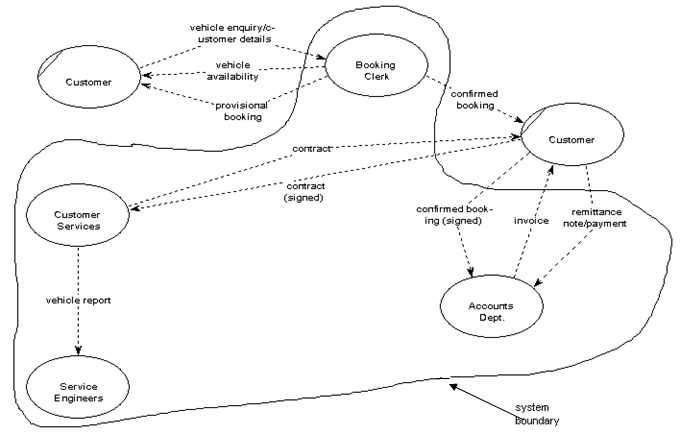 vehicle enquiry/c-
ustomer details
Customer
vehicle
availability
provisional
booking
Booking
Clerk
confirmed
booking
Customer
contract
contract
(signed)
Customer
Services
confirmed book-
ing (signed)
invoice
remittance
note/payment
vehicle report
Accounts
Dept.
Service
Engineers
system
boundary